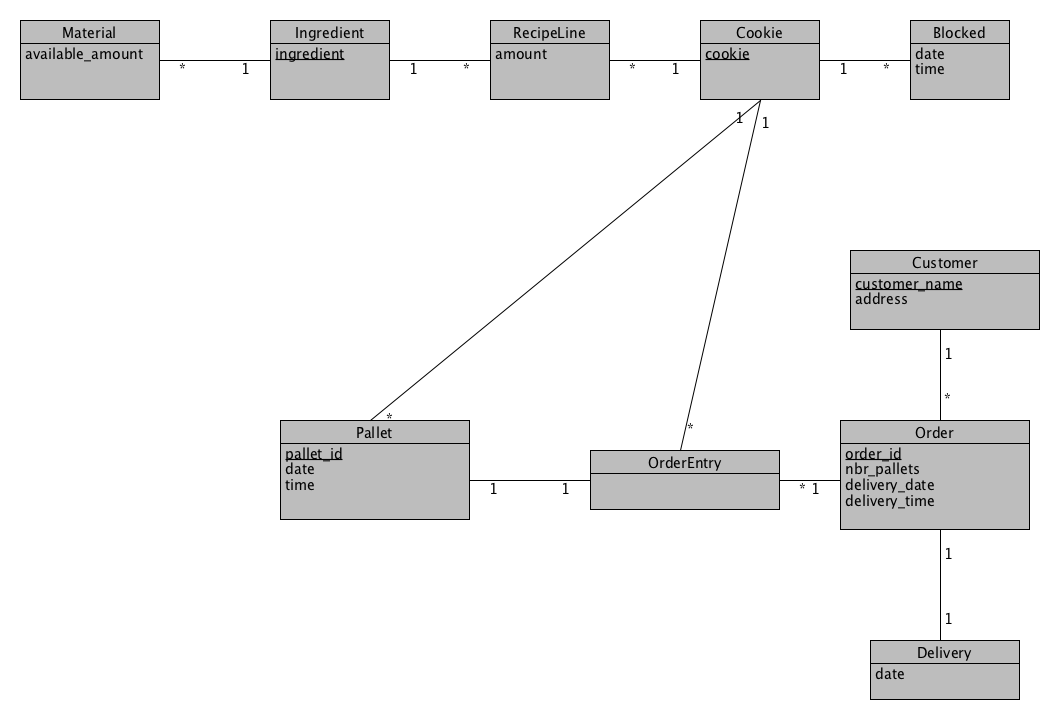 Material
available_amount
*
1
Ingredient
ingredient
1
*
RecipeLine
amount
*
1
Cookie
cookie
1
*
Blocked
date
time
1
1
Customer
customer_name
address
1
*
*
*
Pallet
pallet_id
date
time
1
1
OrderEntry
* 1
Order
order_id
nbr_pallets
delivery_date
delivery_time
1
1
Delivery
date